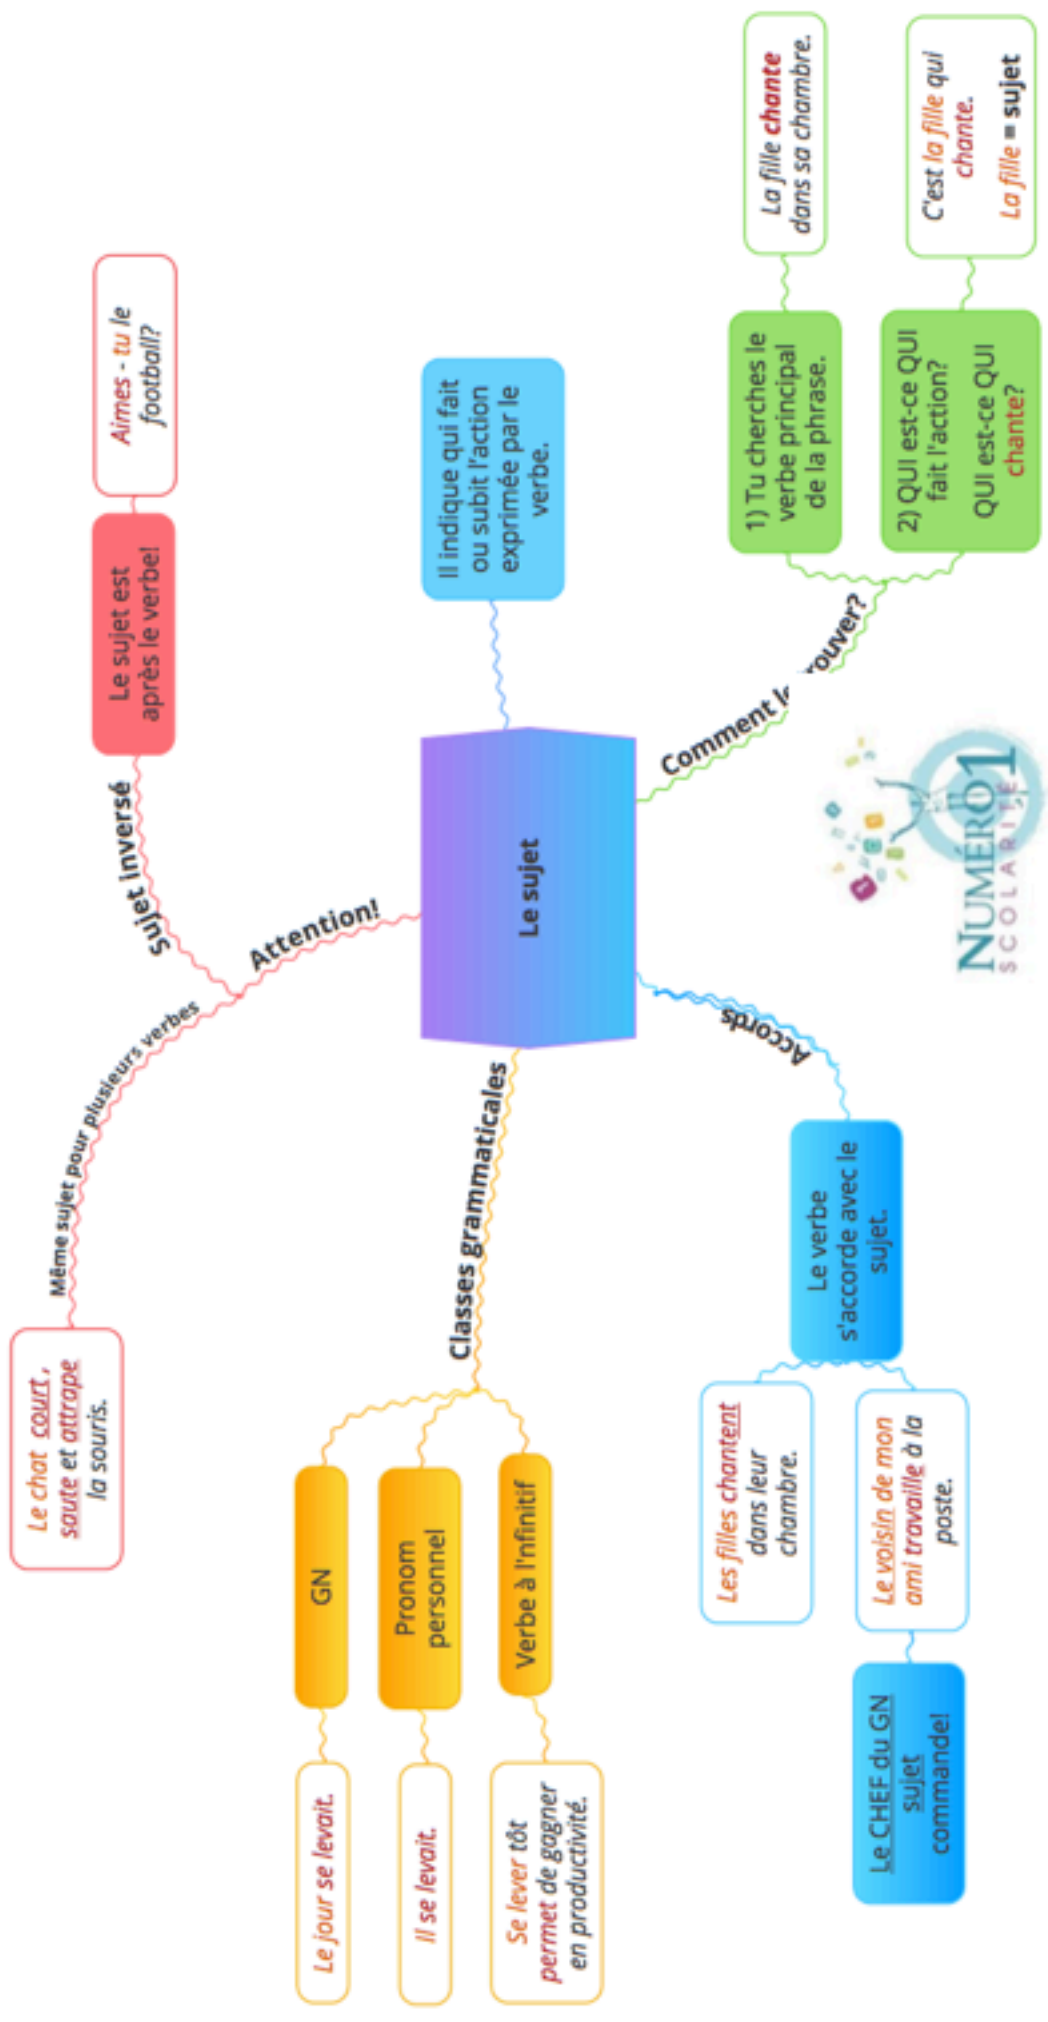 Le sujet
Il indique qui fait
ou subit l'action
exprimée par le
verbe.
Comment le trouver?
1) Tu cherches le
verbe principal
de la phrase.
La fille chante
dans sa chambre.
2) QUI est-ce QUI
fait l'action?
QUI est-ce QUI
chante?
C'est la fille qui
chante.
La fille = sujet
Accords
Le verbe
s'accorde avec le
sujet.
Les filles chantent
dans leur
chambre.
Le voisin de mon
ami travaille à la
poste.
Le CHEF du GN
sujet
commande!
Classes grammaticales
GN
Le jour se levait.
Pronom
personnel
Il se levait.
Verbe à l'nfinitif
Se lever tôt
permet de gagner
en productivité.
Attention!
Sujet inversé
Le sujet est
après le verbe!
Aimes - tu le
football?
Même sujet pour plusieurs verbes
Le chat court,
saute et attrape
la souris.
NUMÉRO1
SCOLARITÉ